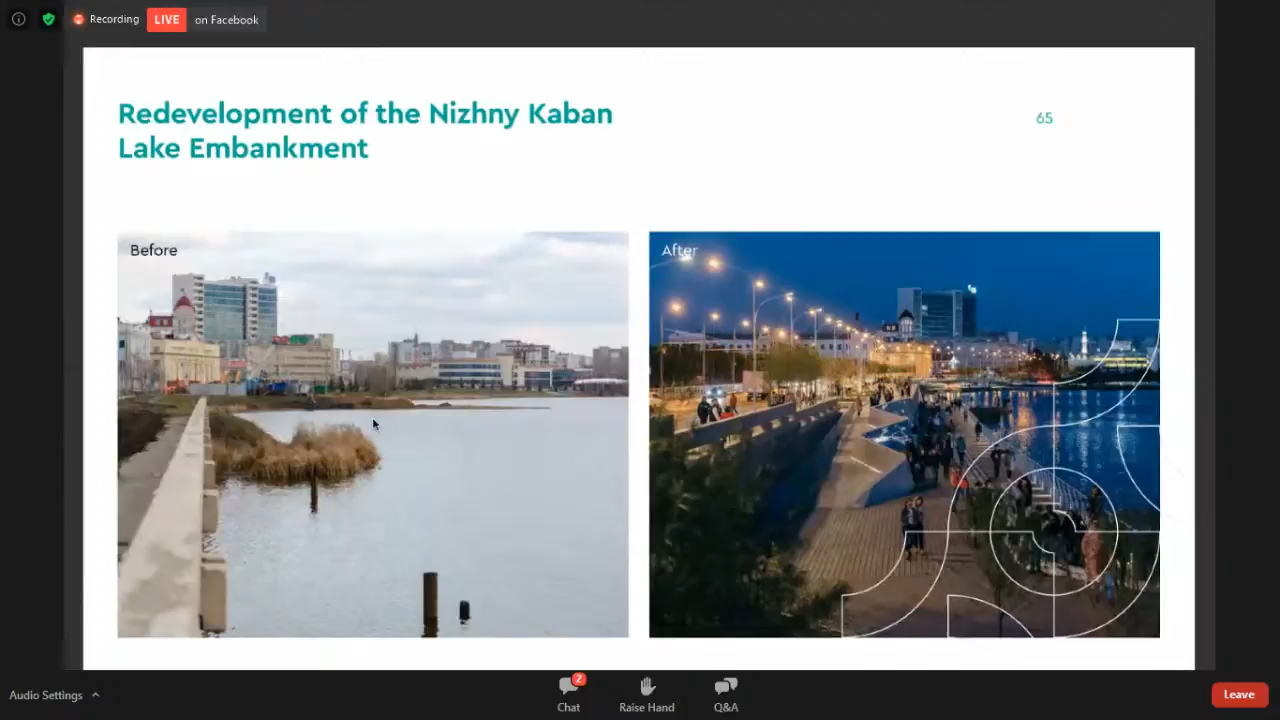 Recording
LIVE
on Facebook
Redevelopment of the Nizhny Kaban
Lake Embankment
65
Before
After
Audio Settings
2
Chat
Raise Hand
Q&A
Leave